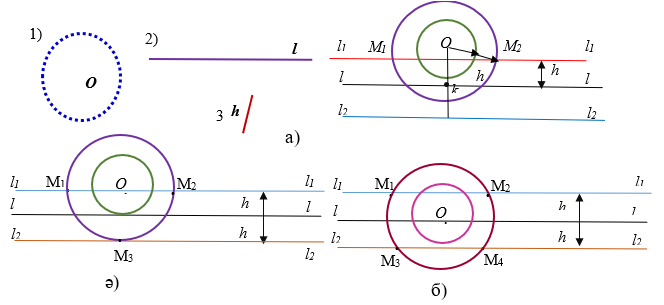 1)
2)
l
O
3 h
а)
l1 M1 O M2 l1
l h h l
k
l2 l2
l1 M1 O M2 l1
l h l
l2 h
M3 l2
ə)
l1 M1 M2 h l1
l O l
l2 h l2
M3 M4
б)